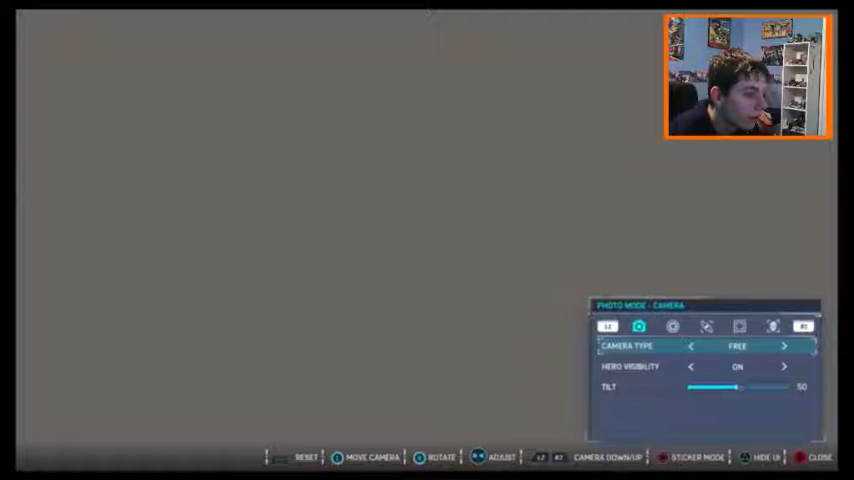 PHOTO MODE - CAMERA
L1 R1
CAMERA TYPE < FREE >
HERO VISIBILITY < ON >
TILT 50
RESET MOVE CAMERA ROTATE ADJUST L2 R2 CAMERA DOWN/UP STICKER MODE HIDE UI CLOSE